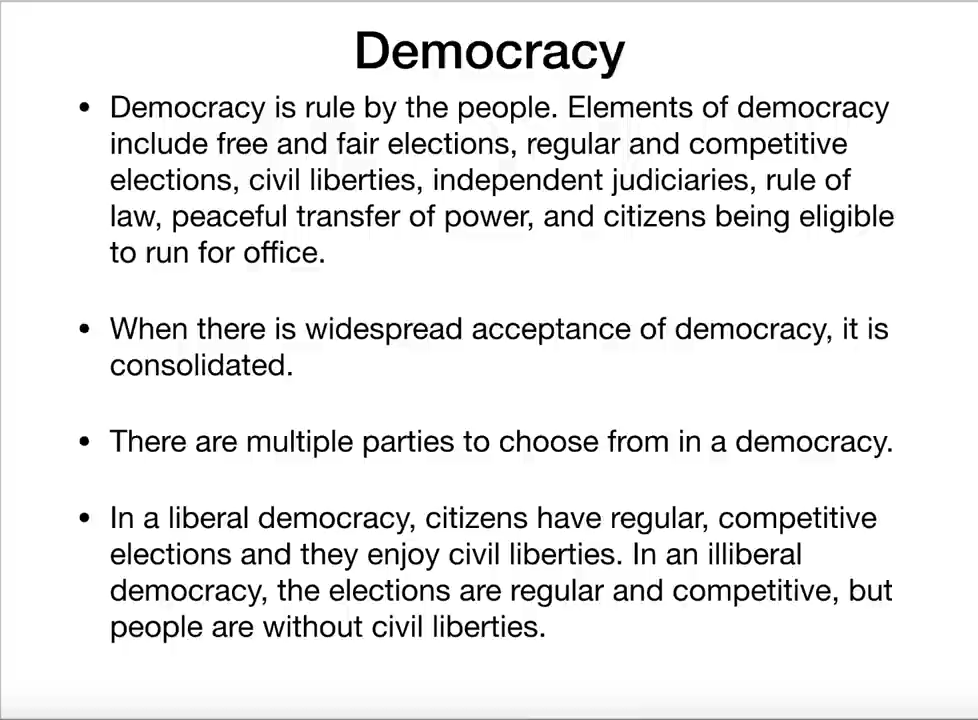 Democracy
• Democracy is rule by the people. Elements of democracy
include free and fair elections, regular and competitive
elections, civil liberties, independent judiciaries, rule of
law, peaceful transfer of power, and citizens being eligible
to run for office.
• When there is widespread acceptance of democracy, it is
consolidated.
• There are multiple parties to choose from in a democracy.
• In a liberal democracy, citizens have regular, competitive
elections and they enjoy civil liberties. In an illiberal
democracy, the elections are regular and competitive, but
people are without civil liberties.